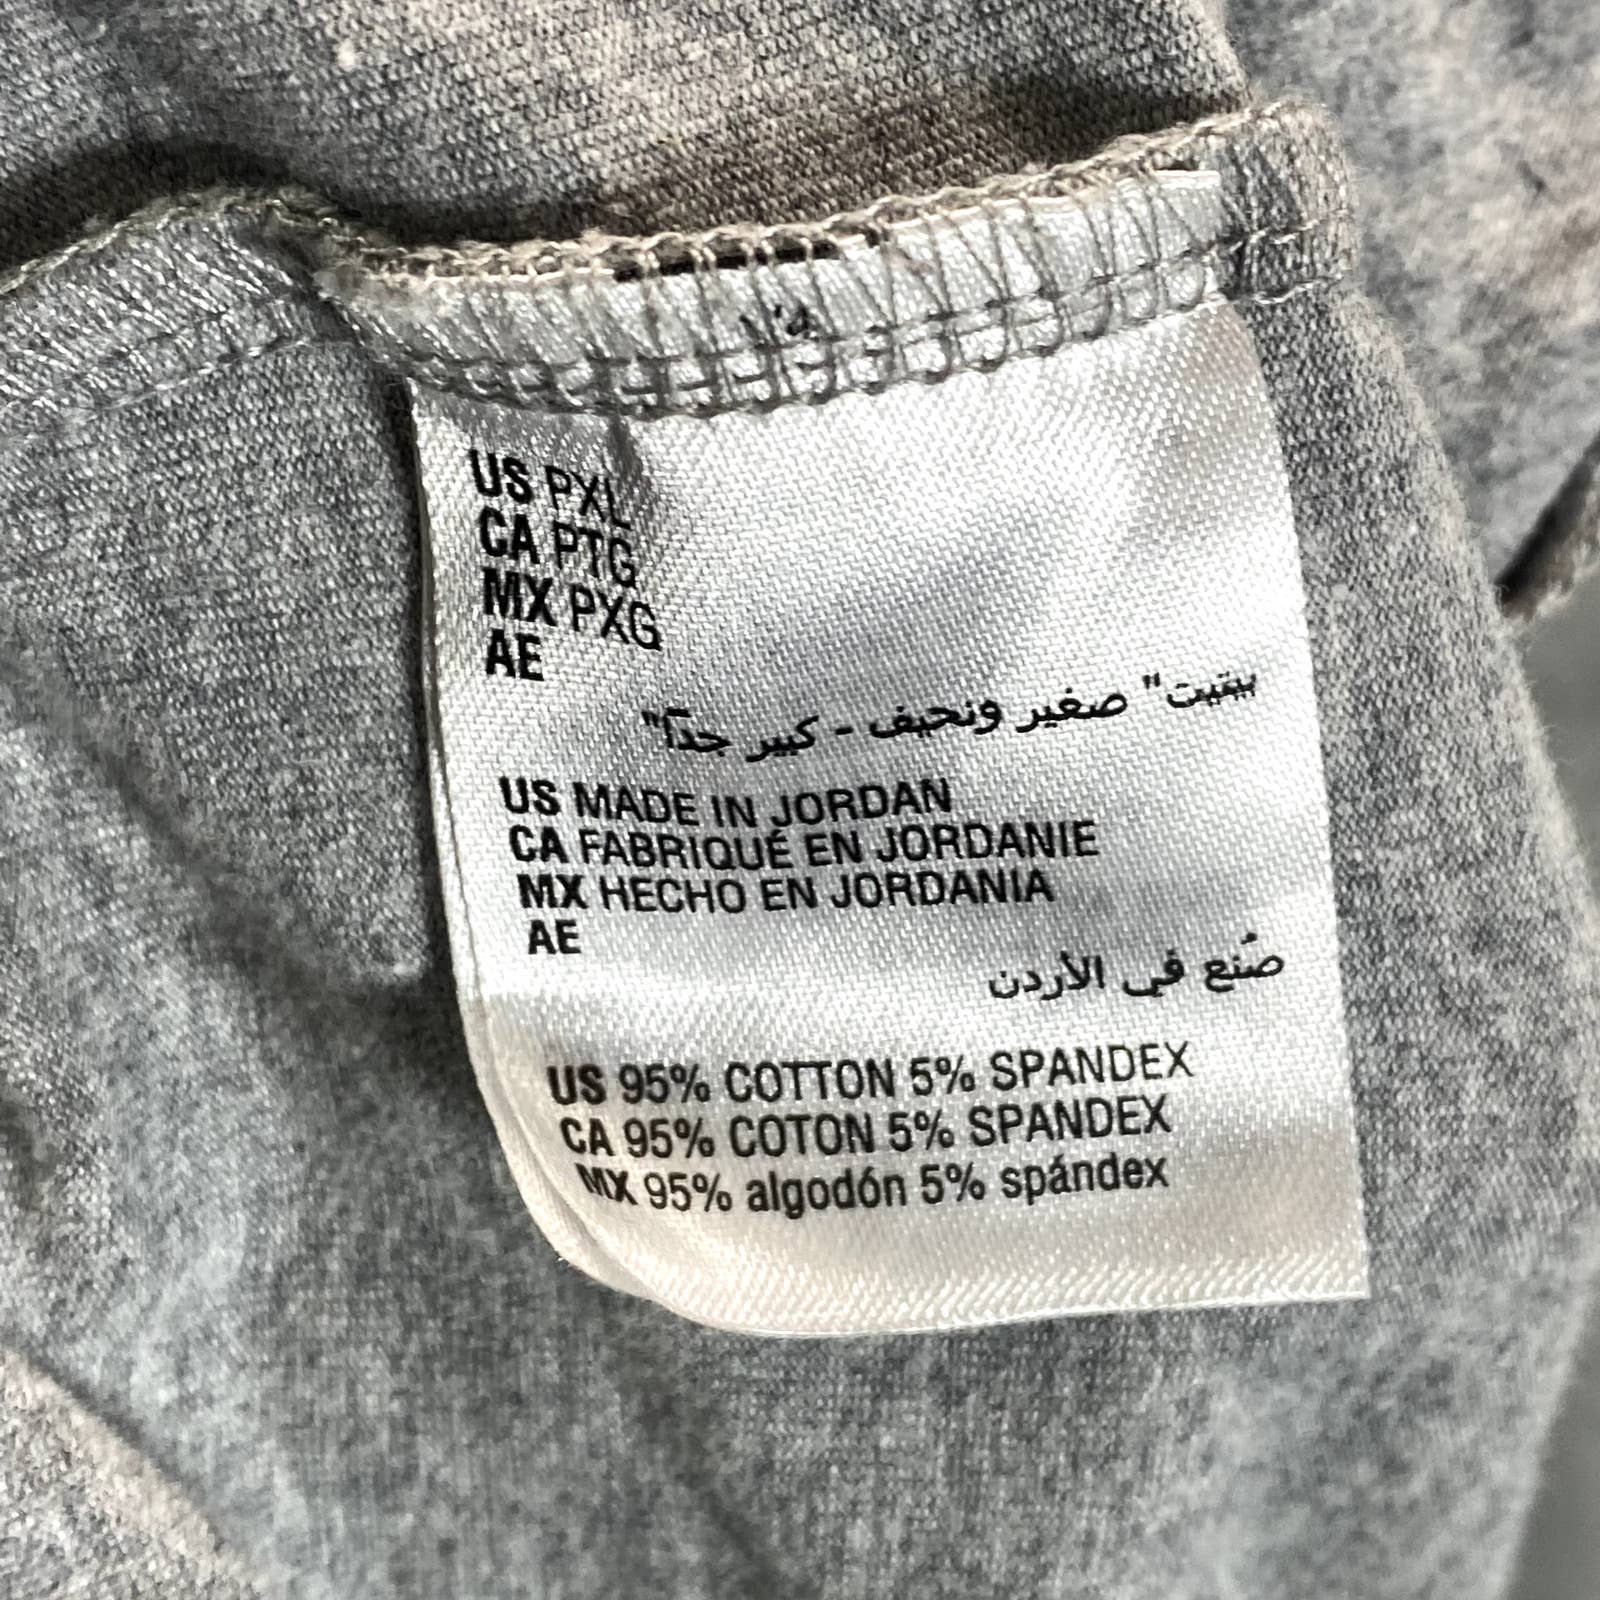 US PXL
CA PTG
MX PXG
AE
بيتيت" صغير ونحيف - كبير جداً"
US MADE IN JORDAN
CA FABRIQUÉ EN JORDANIE
MX HECHO EN JORDANIA
AE
صُنع في الأردن
US 95% COTTON 5% SPANDEX
CA 95% COTON 5% SPANDEX
MX 95% algodón 5% spándex